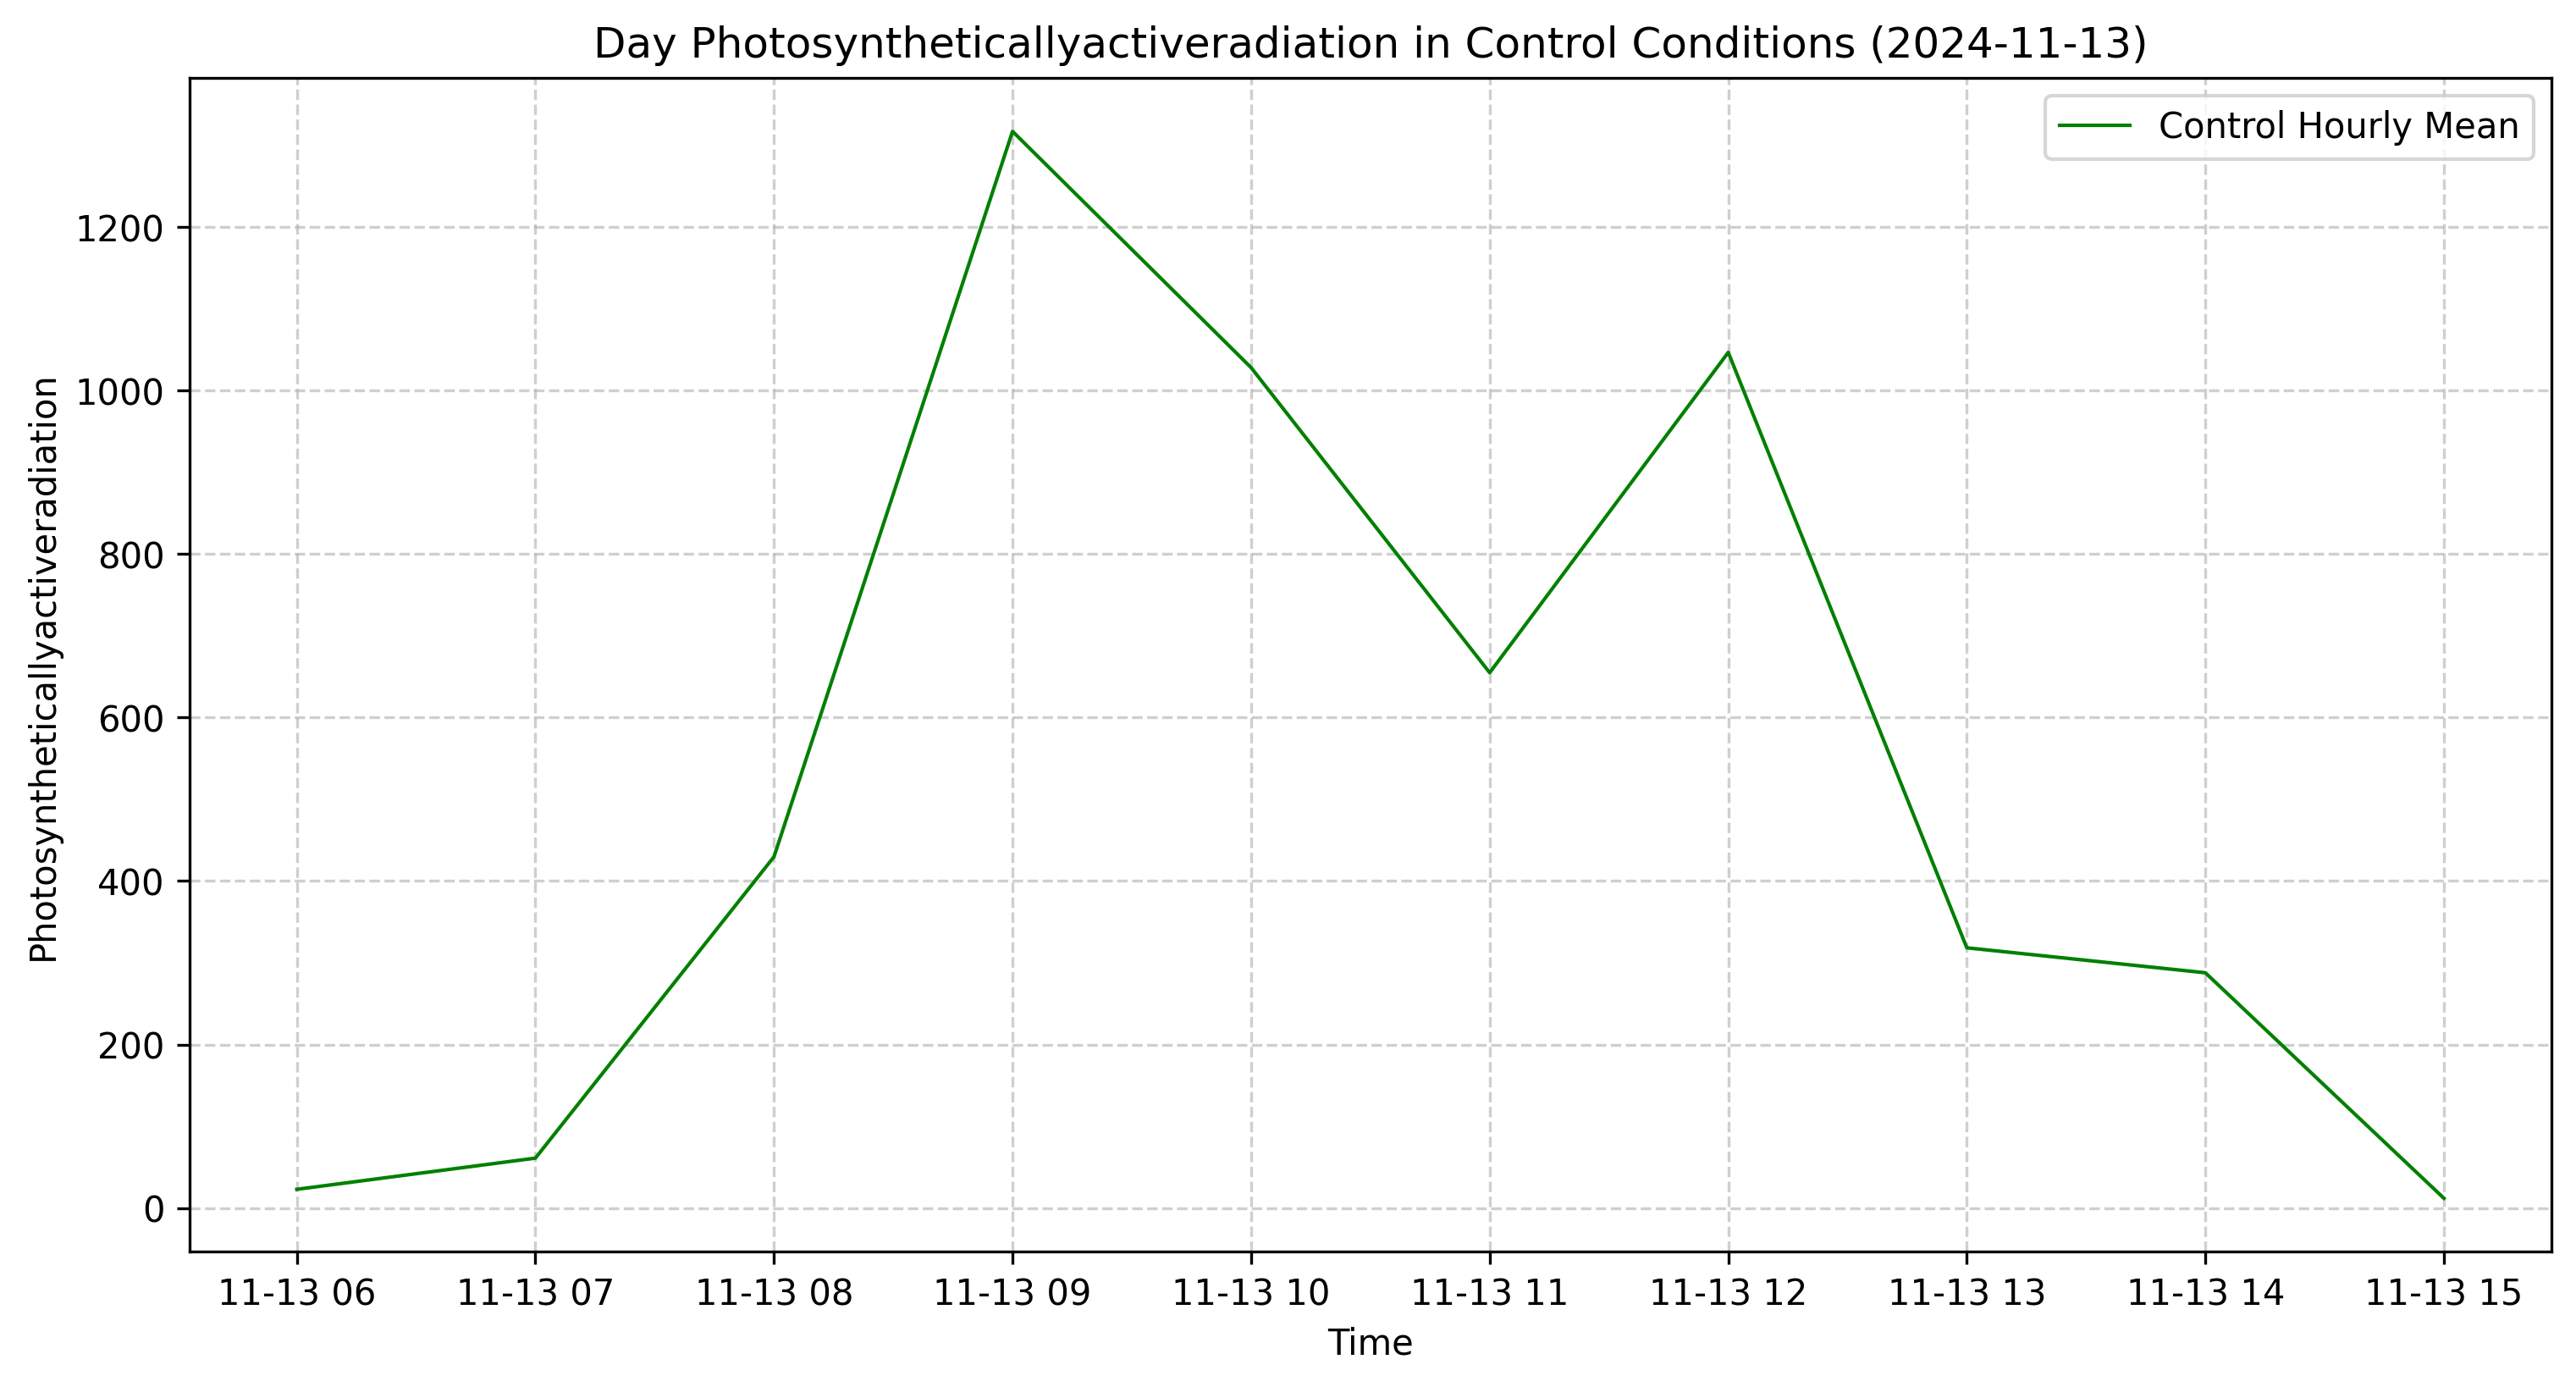 Day Photosyntheticallyactiveradiation in Control Conditions (2024-11-13)
Control Hourly Mean
Photosyntheticallyactiveradiation
1200
1000
800
600
400
200
0
11-13 06 11-13 07 11-13 08 11-13 09 11-13 10 11-13 11 11-13 12 11-13 13 11-13 14 11-13 15
Time